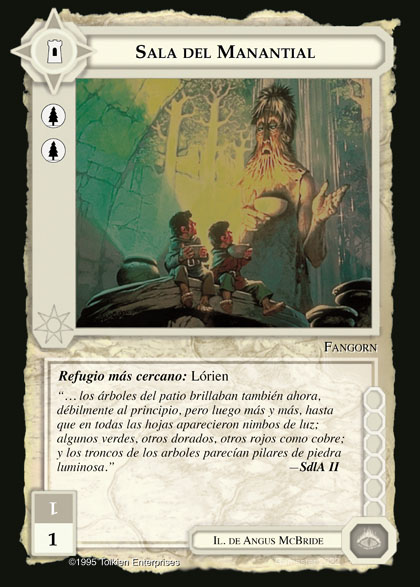 SALA DEL MANANTIAL
FANGORN
Refugio más cercano: Lórien
“… los árboles del patio brillaban también ahora,
débilmente al principio, pero luego más y más, hasta
que en todas las hojas aparecieron nimbos de luz;
algunos verdes, otros dorados, otros rojos como cobre;
y los troncos de los arboles parecían pilares de piedra
luminosa.” —SdlA II
1
1
IL. DE ANGUS MCBRIDE
©1995 Tolkien Enterprises